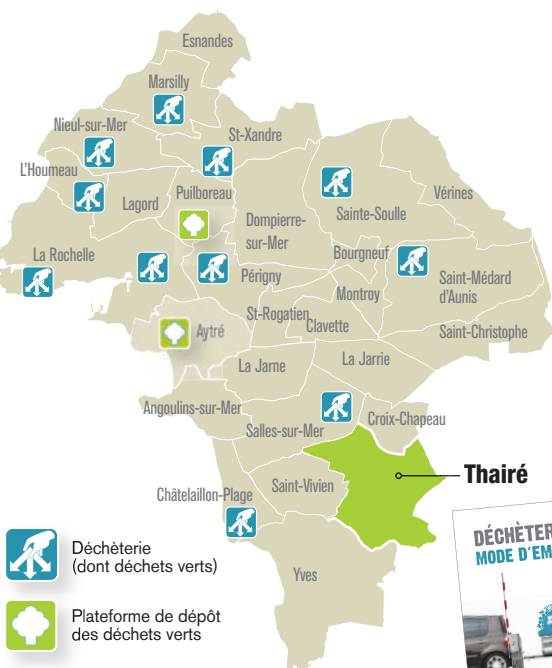 Esnandes
Marsilly
Nieul-sur-Mer
St-Xandre
L'Houmeau
Lagord
Puilboreau
Sainte-Soulle
Vérines
Dompierre-
sur-Mer
La Rochelle
Bourgneuf
Périgny
Montroy
Saint-Médard
d'Aunis
St-Rogatien
Clavette
Aytré
Saint-Christophe
La Jarne
La Jarrie
Angoulins-sur-Mer
Croix-Chapeau
Salles-sur-Mer
Thairé
Saint-Vivien
Châtelaillon-Plage
Yves
Déchèterie
(dont déchets verts)
Plateforme de dépôt
des déchets verts
DÉCHÈTER
MODE D'EM